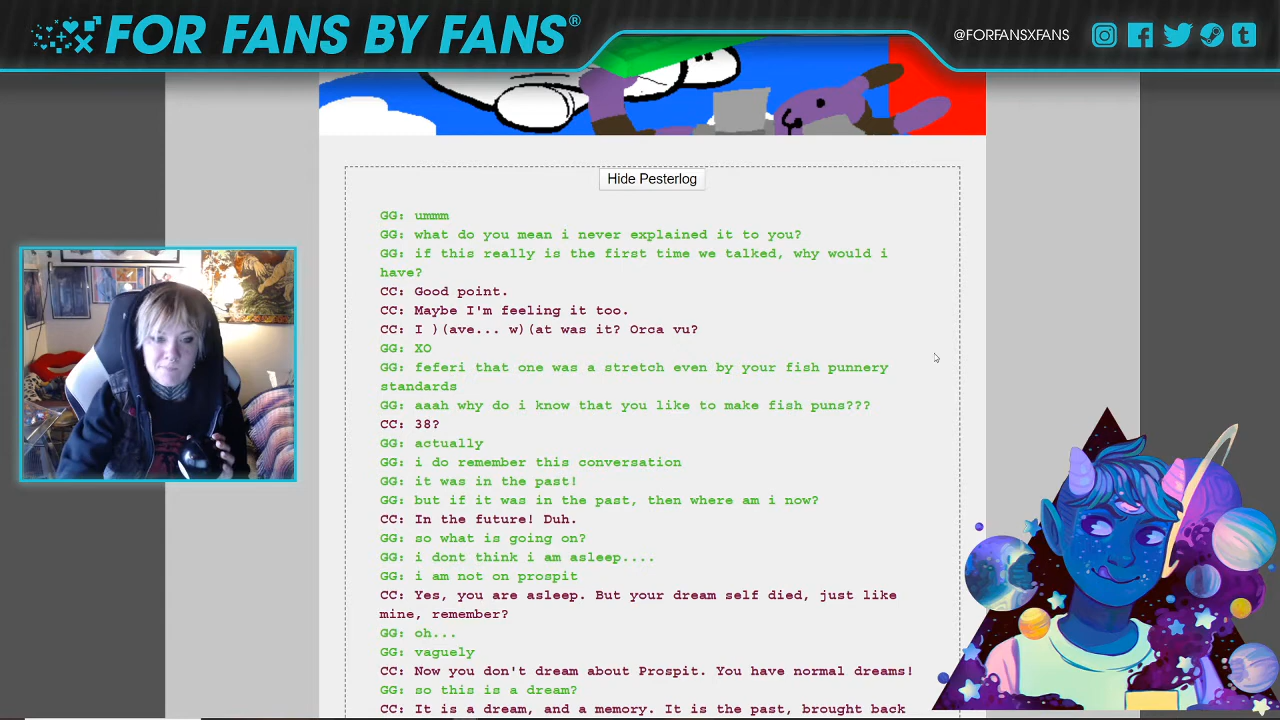 FOR FANS BY FANS®
@FORFANSXFANS
Hide Pesterlog
GG: ummm
GG: what do you mean i never explained it to you?
GG: if this really is the first time we talked, why would i
have?
CC: Good point.
CC: Maybe I'm feeling it too.
CC: I )(ave... w)(at was it? Orca vu?
GG: XO
GG: feferi that one was a stretch even by your fish punnery
standards
GG: aaah why do i know that you like to make fish puns???
CC: 38?
GG: actually
GG: i do remember this conversation
GG: it was in the past!
GG: but if it was in the past, then where am i now?
CC: In the future! Duh.
GG: so what is going on?
GG: i dont think i am asleep....
GG: i am not on prospit
CC: Yes, you are asleep. But your dream self died, just like
mine, remember?
GG: oh...
GG: vaguely
CC: Now you don't dream about Prospit. You have normal dreams!
GG: so this is a dream?
CC: It is a dream, and a memory. It is the past, brought back